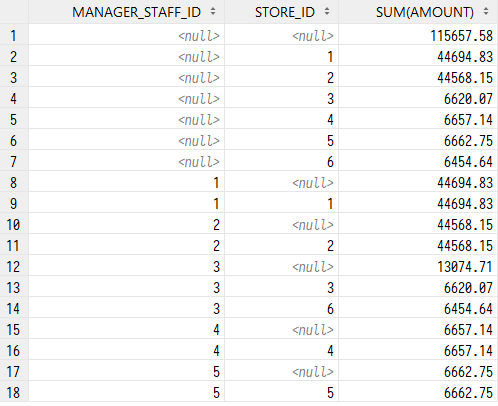 MANAGER_STAFF_ID STORE_ID SUM(AMOUNT)
1 <null> <null> 115657.58
2 <null> 1 44694.83
3 <null> 2 44568.15
4 <null> 3 6620.07
5 <null> 4 6657.14
6 <null> 5 6662.75
7 <null> 6 6454.64
8 1 <null> 44694.83
9 1 1 44694.83
10 2 <null> 44568.15
11 2 2 44568.15
12 3 <null> 13074.71
13 3 3 6620.07
14 3 6 6454.64
15 4 <null> 6657.14
16 4 4 6657.14
17 5 <null> 6662.75
18 5 5 6662.75